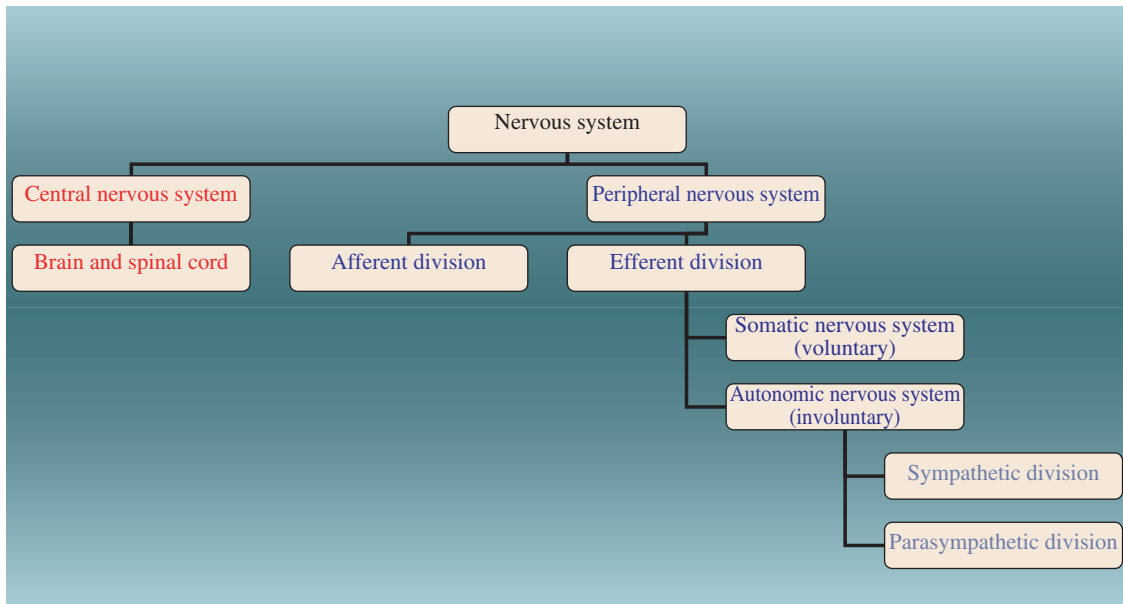 Nervous system
Central nervous system
Peripheral nervous system
Brain and spinal cord
Afferent division
Efferent division
Somatic nervous system
(voluntary)
Autonomic nervous system
(involuntary)
Sympathetic division
Parasympathetic division